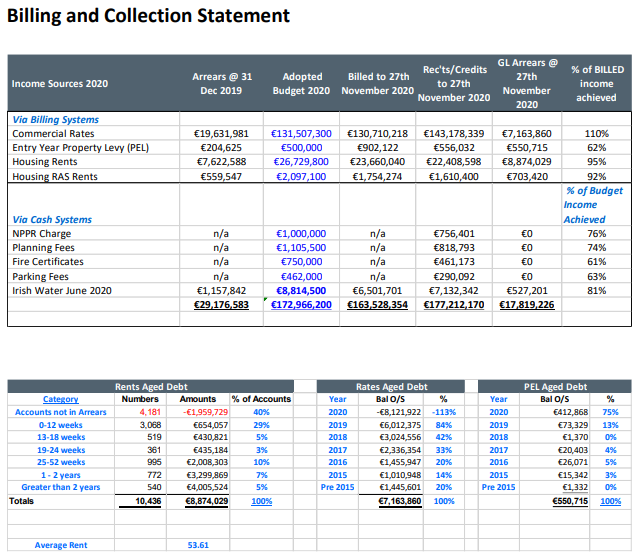 Billing and Collection Statement
Income Sources 2020 Arrears @ 31 Dec 2019 Adopted Budget 2020 Billed to 27th November 2020 Rec'ts/Credits to 27th November 2020 GL Arrears @ 27th November 2020 % of BILLED income achieved
Via Billing Systems
Commercial Rates €19,631,981 €131,507,300 €130,710,218 €143,178,339 €7,163,860 110%
Entry Year Property Levy (PEL) €204,625 €500,000 €902,122 €556,032 €550,715 62%
Housing Rents €7,622,588 €26,729,800 €23,660,040 €22,408,598 €8,874,029 95%
Housing RAS Rents €559,547 €2,097,100 €1,754,274 €1,610,400 €703,420 92%
Via Cash Systems % of Budget Income Achieved
NPPR Charge n/a €1,000,000 n/a €756,401 €0 76%
Planning Fees n/a €1,105,500 n/a €818,793 €0 74%
Fire Certificates n/a €750,000 n/a €461,173 €0 61%
Parking Fees n/a €462,000 n/a €290,092 €0 63%
Irish Water June 2020 €1,157,842 €8,814,500 €6,501,701 €7,132,342 €527,201 81%
€29,176,583 €172,966,200 €163,528,354 €177,212,170 €17,819,226
Rents Aged Debt Rates Aged Debt PEL Aged Debt
Category Numbers Amounts % of Accounts Year Bal O/S % Year Bal O/S %
Accounts not in Arrears 4,181 -€1,959,729 40% 2020 -€8,121,922 -113% 2020 €412,868 75%
0-12 weeks 3,068 €654,057 29% 2019 €6,012,375 84% 2019 €73,329 13%
13-18 weeks 519 €430,821 5% 2018 €3,024,556 42% 2018 €1,370 0%
19-24 weeks 361 €435,184 3% 2017 €2,336,354 33% 2017 €20,403 4%
25-52 weeks 995 €2,008,303 10% 2016 €1,455,947 20% 2016 €26,071 5%
1 - 2 years 772 €3,299,869 7% 2015 €1,010,948 14% 2015 €15,342 3%
Greater than 2 years 540 €4,005,524 5% Pre 2015 €1,445,601 20% Pre 2015 €1,332 0%
Totals 10,436 €8,874,029 100% €7,163,860 100% €550,715 100%
Average Rent 53.61